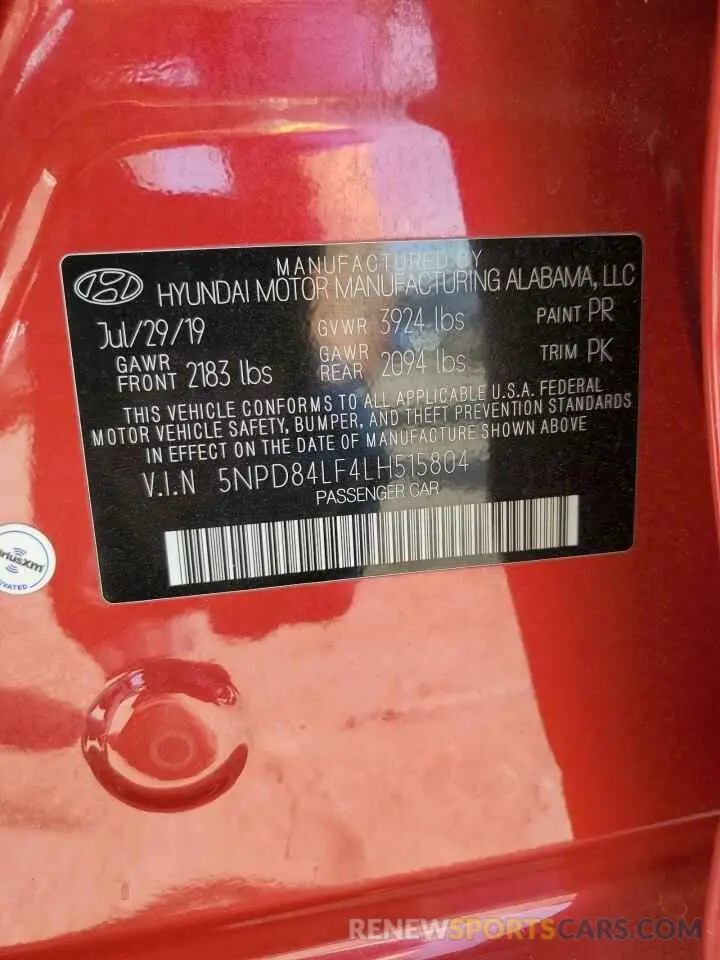 MANUFACTURED BY
HYUNDAI MOTOR MANUFACTURING ALABAMA, LLC
Jul/29/19 GVWR 3924 lbs PAINT PR
GAWR FRONT 2183 lbs GAWR REAR 2094 lbs TRIM PK
THIS VEHICLE CONFORMS TO ALL APPLICABLE U.S.A. FEDERAL
MOTOR VEHICLE SAFETY, BUMPER, AND THEFT PREVENTION STANDARDS
IN EFFECT ON THE DATE OF MANUFACTURE SHOWN ABOVE
V.I.N 5NPD84LF4LH515804
PASSENGER CAR
RENEWSPORTSCARS.COM